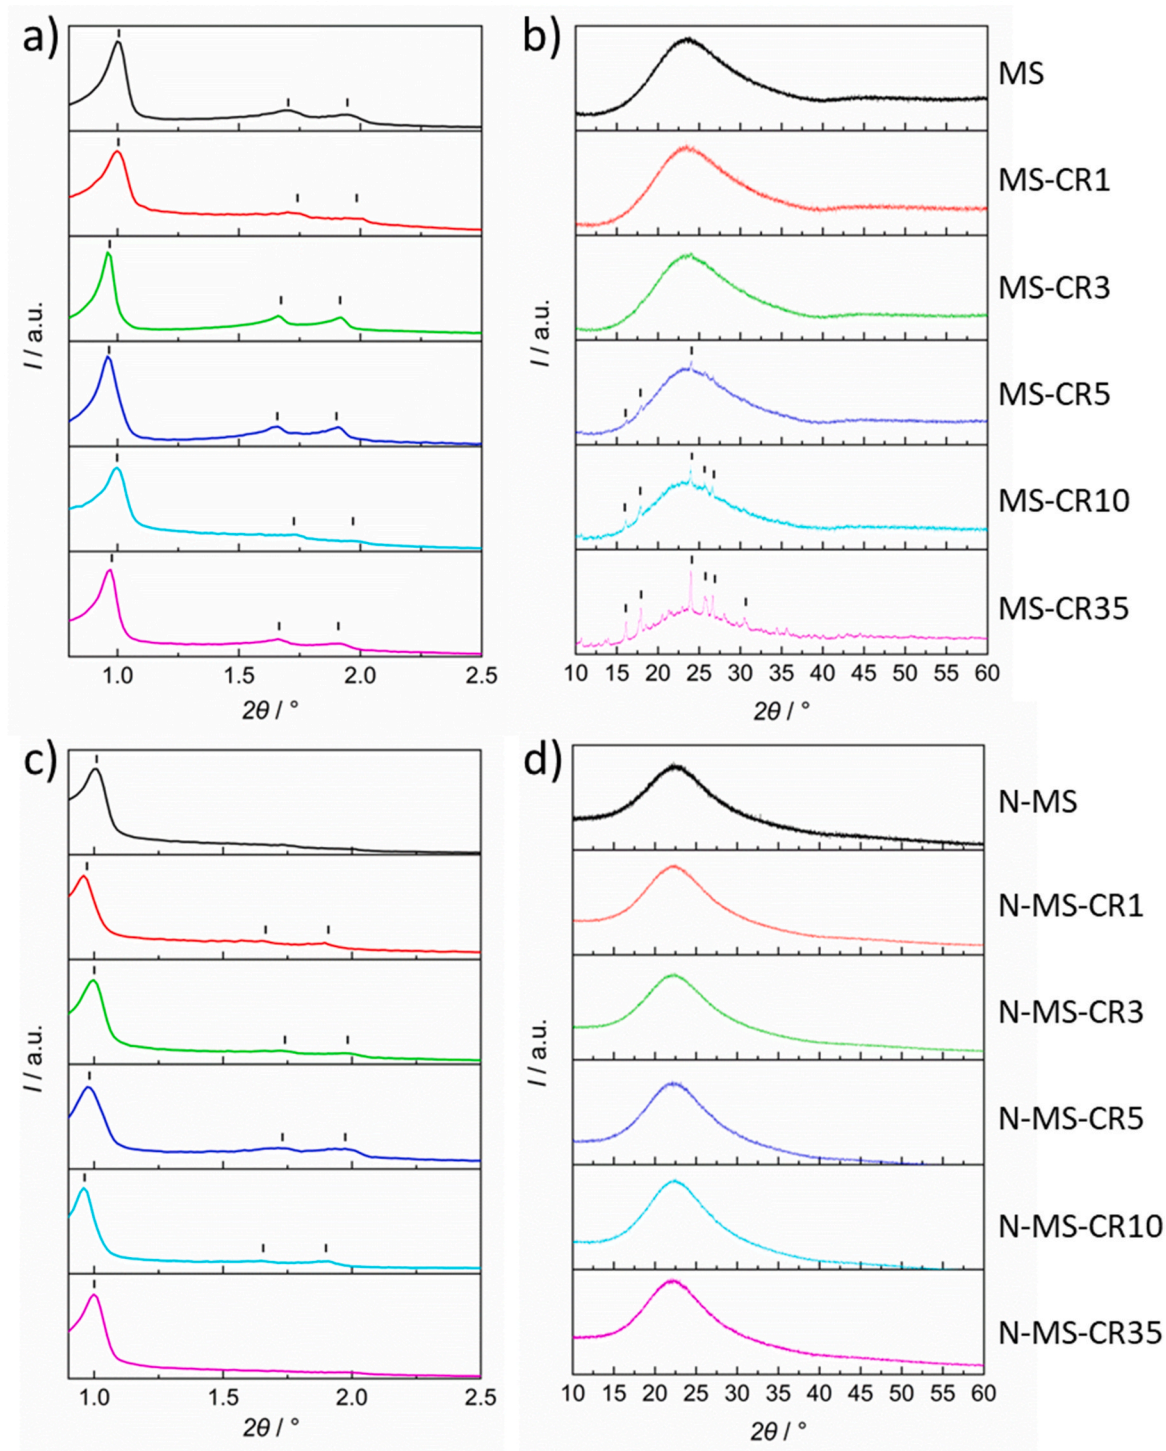 a)
b)
MS
MS-CR1
MS-CR3
MS-CR5
MS-CR10
MS-CR35
I / a.u.
I / a.u.
1.0 1.5 2.0 2.5
10 15 20 25 30 35 40 45 50 55 60
2θ / °
2θ / °
c)
d)
N-MS
N-MS-CR1
N-MS-CR3
N-MS-CR5
N-MS-CR10
N-MS-CR35
I / a.u.
I / a.u.
1.0 1.5 2.0 2.5
10 15 20 25 30 35 40 45 50 55 60
2θ / °
2θ / °